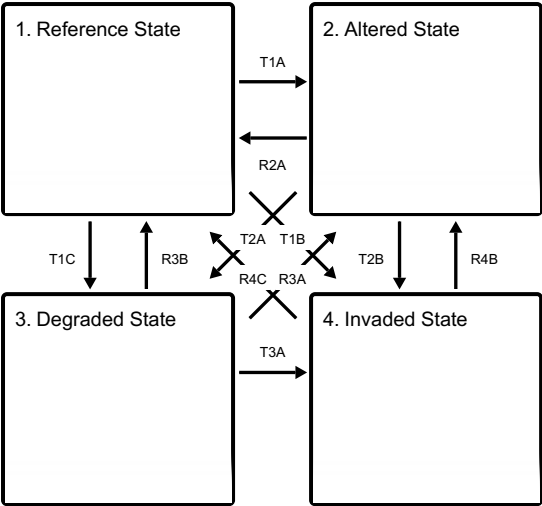 1. Reference State
2. Altered State
T1A
R2A
T2A
T1B
T1C
R3B
T2B
R4B
R4C
R3A
3. Degraded State
4. Invaded State
T3A